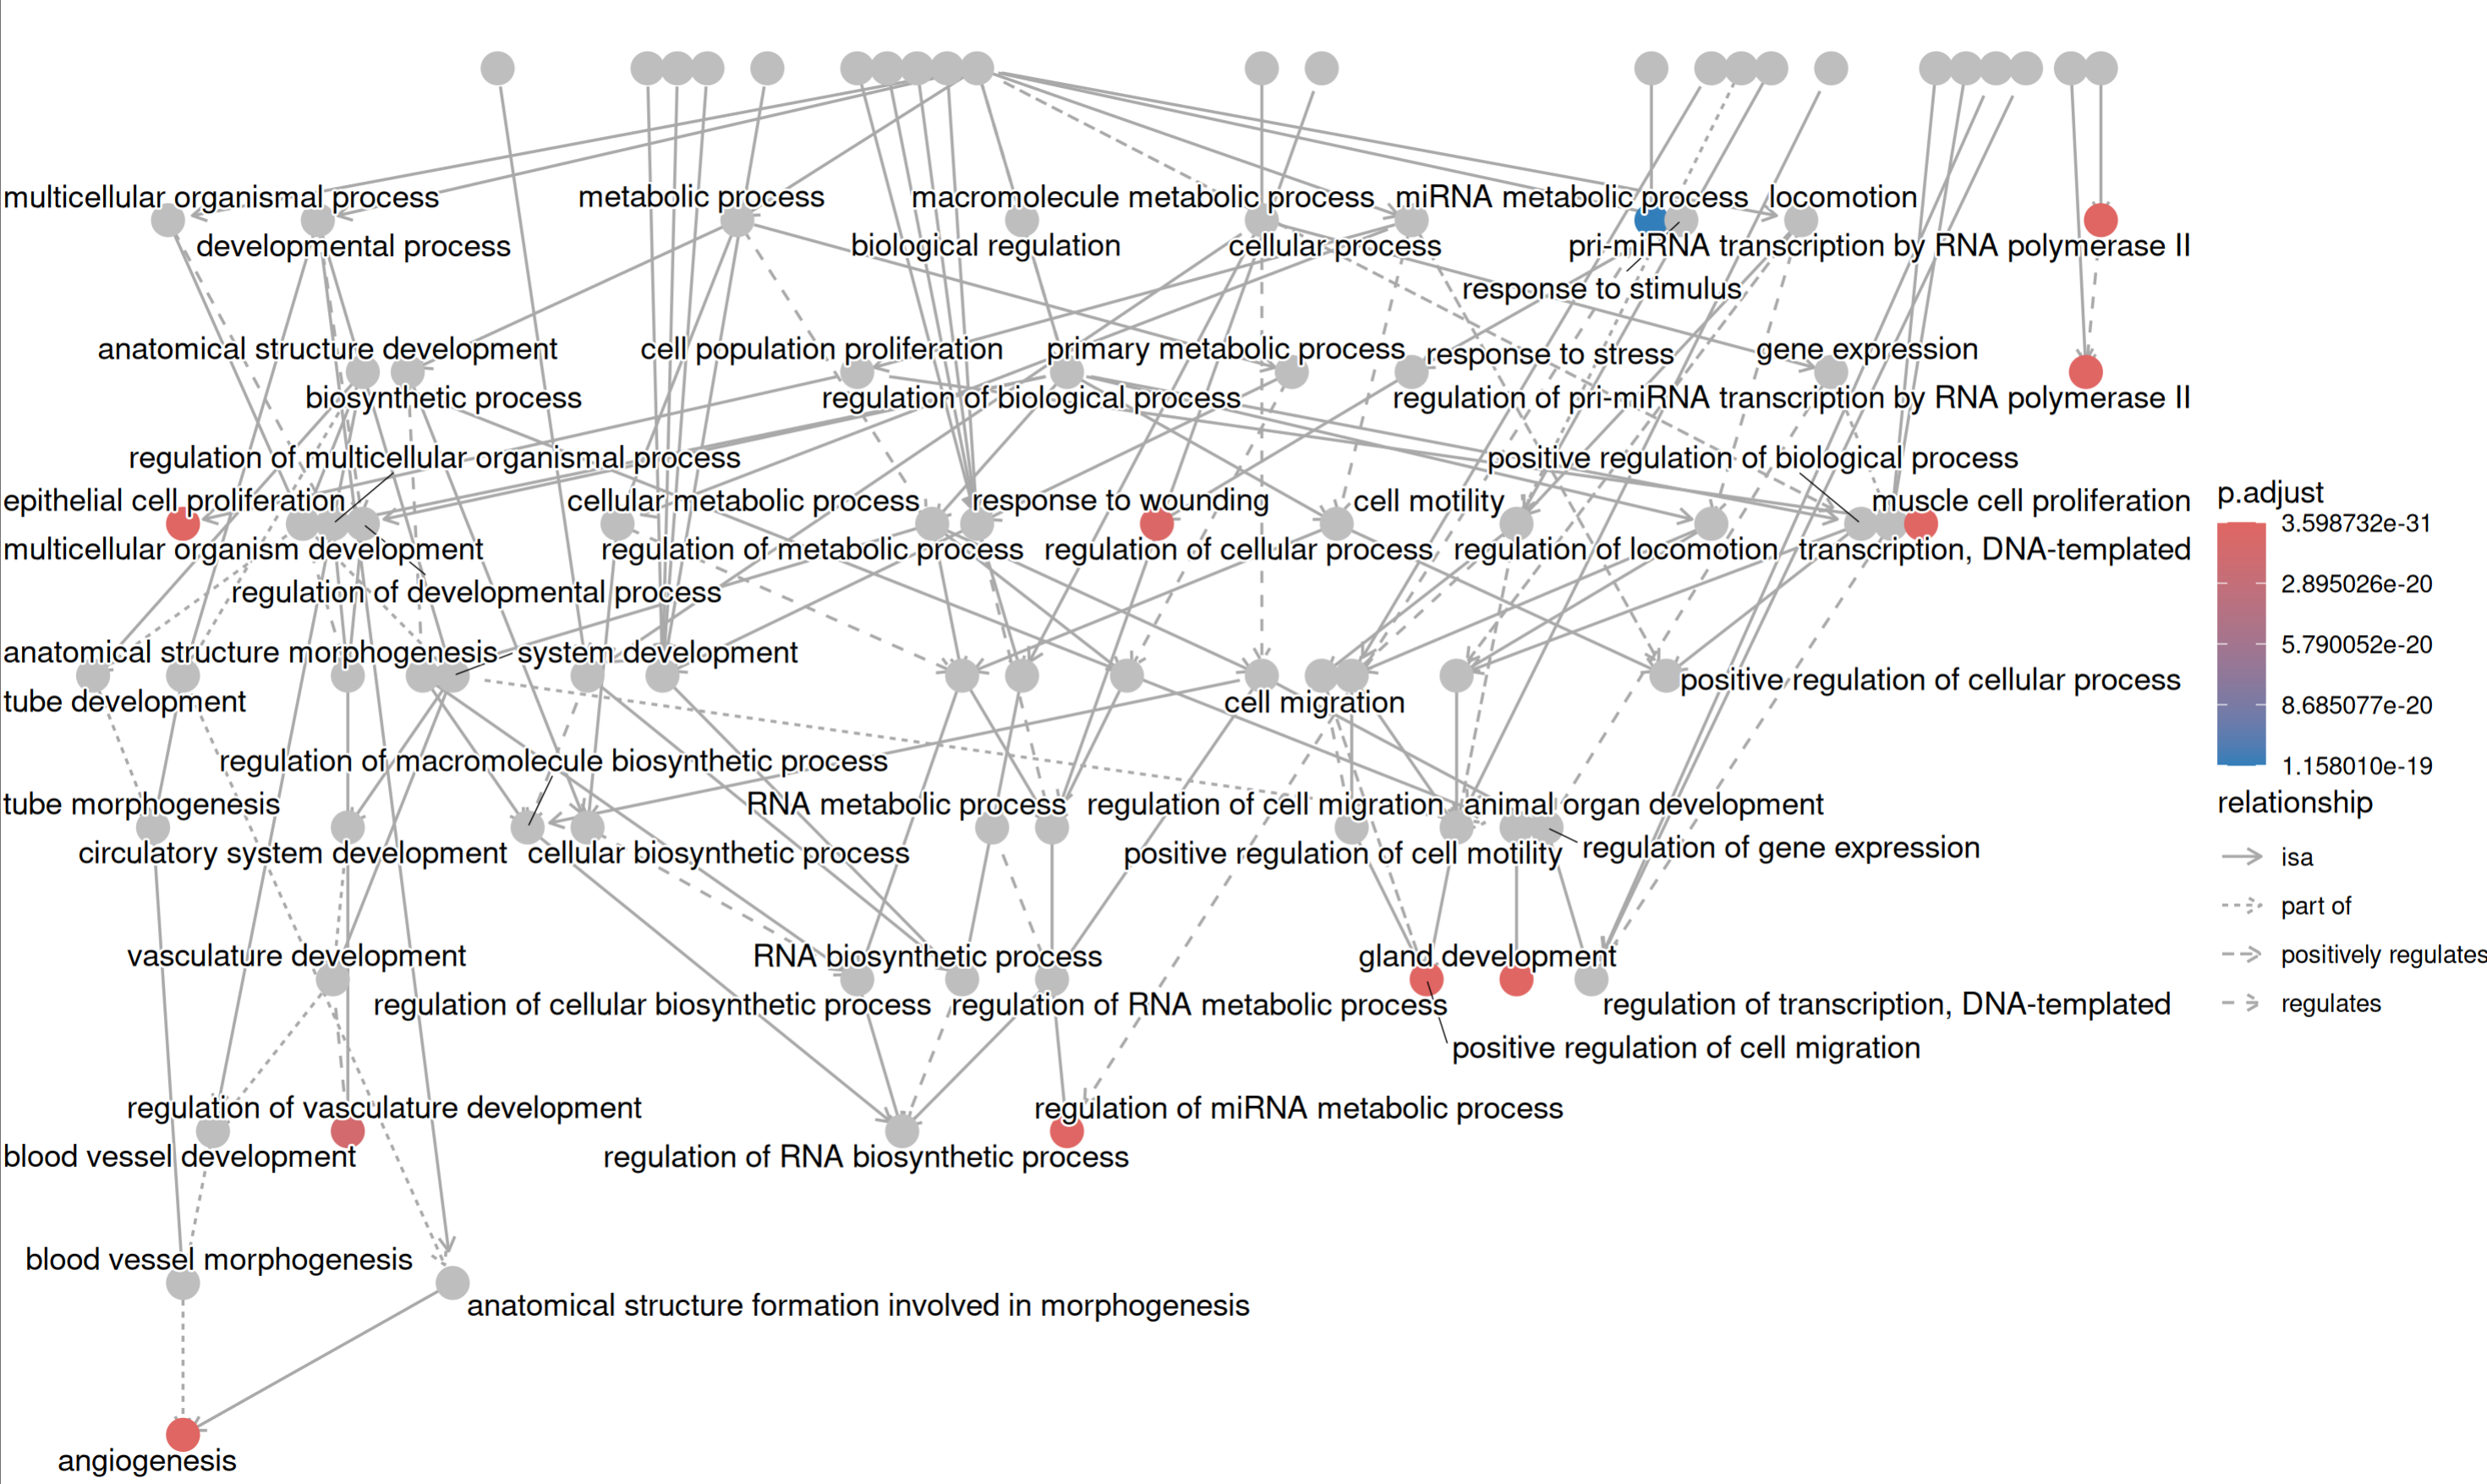 multicellular organismal process
metabolic process
macromolecule metabolic process
miRNA metabolic process
locomotion
developmental process
biological regulation
cellular process
pri-miRNA transcription by RNA polymerase II
response to stimulus
anatomical structure development
cell population proliferation
primary metabolic process
response to stress
gene expression
biosynthetic process
regulation of biological process
regulation of pri-miRNA transcription by RNA polymerase II
regulation of multicellular organismal process
positive regulation of biological process
epithelial cell proliferation
cellular metabolic process
response to wounding
cell motility
muscle cell proliferation
multicellular organism development
regulation of metabolic process
regulation of cellular process
regulation of locomotion
transcription, DNA-templated
regulation of developmental process
anatomical structure morphogenesis
system development
positive regulation of cellular process
tube development
cell migration
regulation of macromolecule biosynthetic process
tube morphogenesis
RNA metabolic process
regulation of cell migration
animal organ development
circulatory system development
cellular biosynthetic process
positive regulation of cell motility
regulation of gene expression
vasculature development
RNA biosynthetic process
gland development
regulation of cellular biosynthetic process
regulation of RNA metabolic process
regulation of transcription, DNA-templated
positive regulation of cell migration
regulation of vasculature development
regulation of miRNA metabolic process
blood vessel development
regulation of RNA biosynthetic process
blood vessel morphogenesis
anatomical structure formation involved in morphogenesis
angiogenesis
p.adjust
3.598732e-31
2.895026e-20
5.790052e-20
8.685077e-20
1.158010e-19
relationship
isa
part of
positively regulates
regulates